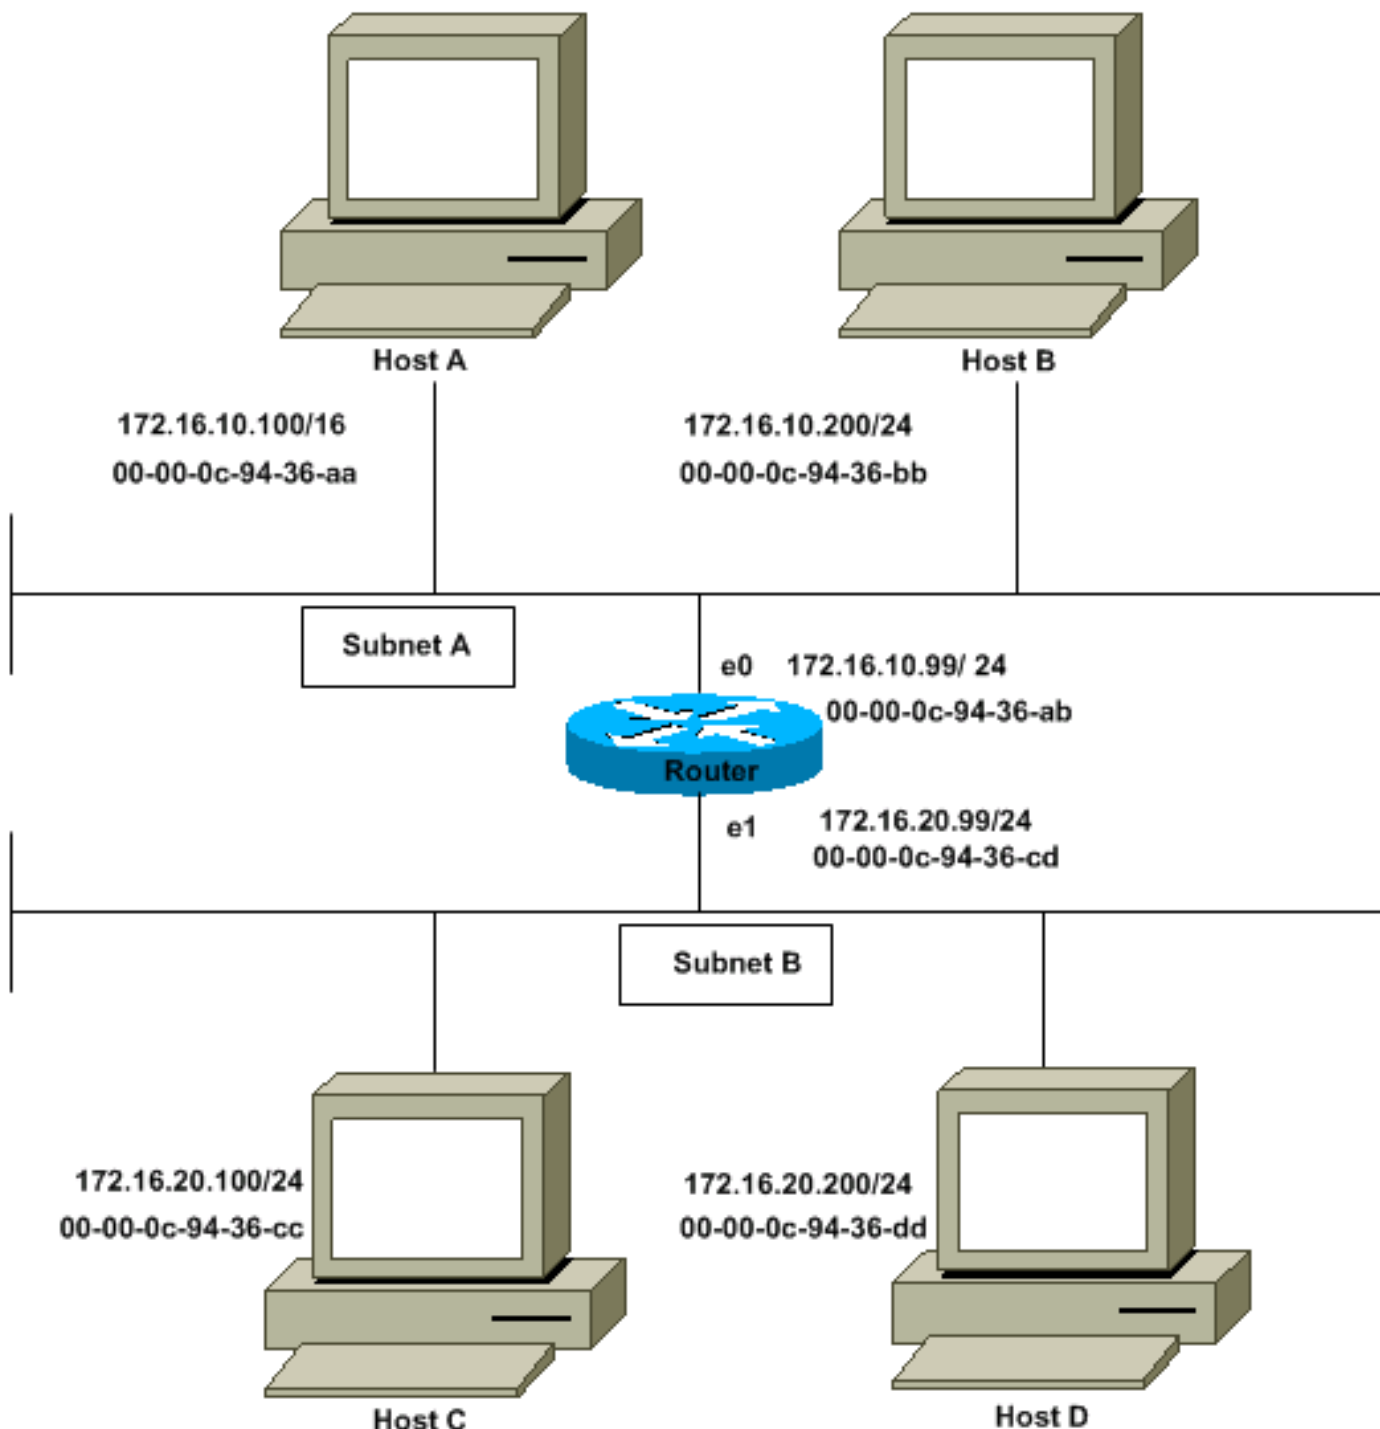 Host A
Host B
172.16.10.100/16
00-00-0c-94-36-aa
172.16.10.200/24
00-00-0c-94-36-bb
Subnet A
e0 172.16.10.99/ 24
00-00-0c-94-36-ab
Router
e1 172.16.20.99/24
00-00-0c-94-36-cd
Subnet B
172.16.20.100/24
00-00-0c-94-36-cc
172.16.20.200/24
00-00-0c-94-36-dd
Host C
Host D